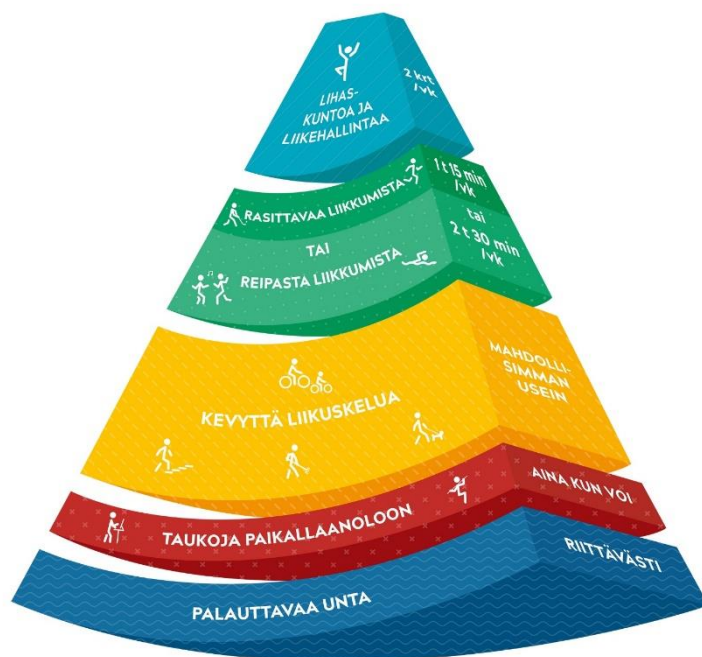 LIHAS-
KUNTOA JA
LIIKEHALLINTAA
2 krt
/vk
RASITTAVAA LIIKKUMISTA
1 t 15 min
/vk
TAI
tai
REIPASTA LIIKKUMISTA
2 t 30 min
/vk
KEVYTTÄ LIIKUSKELUA
MAHDOLLI-
SIMMAN
USEIN
TAUKOJA PAIKALLAANOLOON
AINA KUN VOI
PALAUTTAVAA UNTA
RIITTÄVÄSTI